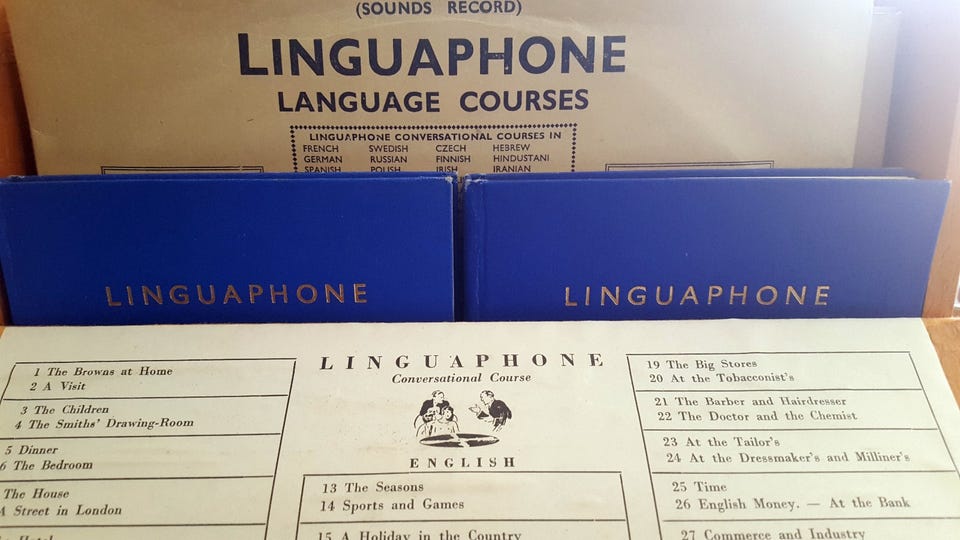 (SOUNDS RECORD)
LINGUAPHONE
LANGUAGE COURSES
LINGUAPHONE CONVERSATIONAL COURSES IN
FRENCH SWEDISH CZECH HEBREW
GERMAN RUSSIAN FINNISH HINDUSTANI
SPANISH POLISH IRISH IRANIAN
LINGUAPHONE
LINGUAPHONE
LINGUAPHONE
Conversational Course
ENGLISH
1 The Browns at Home
2 A Visit
3 The Children
4 The Smiths' Drawing-Room
5 Dinner
6 The Bedroom
The House
A Street in London
13 The Seasons
14 Sports and Games
15 A Holiday in the Country
19 The Big Stores
20 At the Tobacconist's
21 The Barber and Hairdresser
22 The Doctor and the Chemist
23 At the Tailor's
24 At the Dressmaker's and Milliner's
25 Time
26 English Money. — At the Bank
27 Commerce and Industry